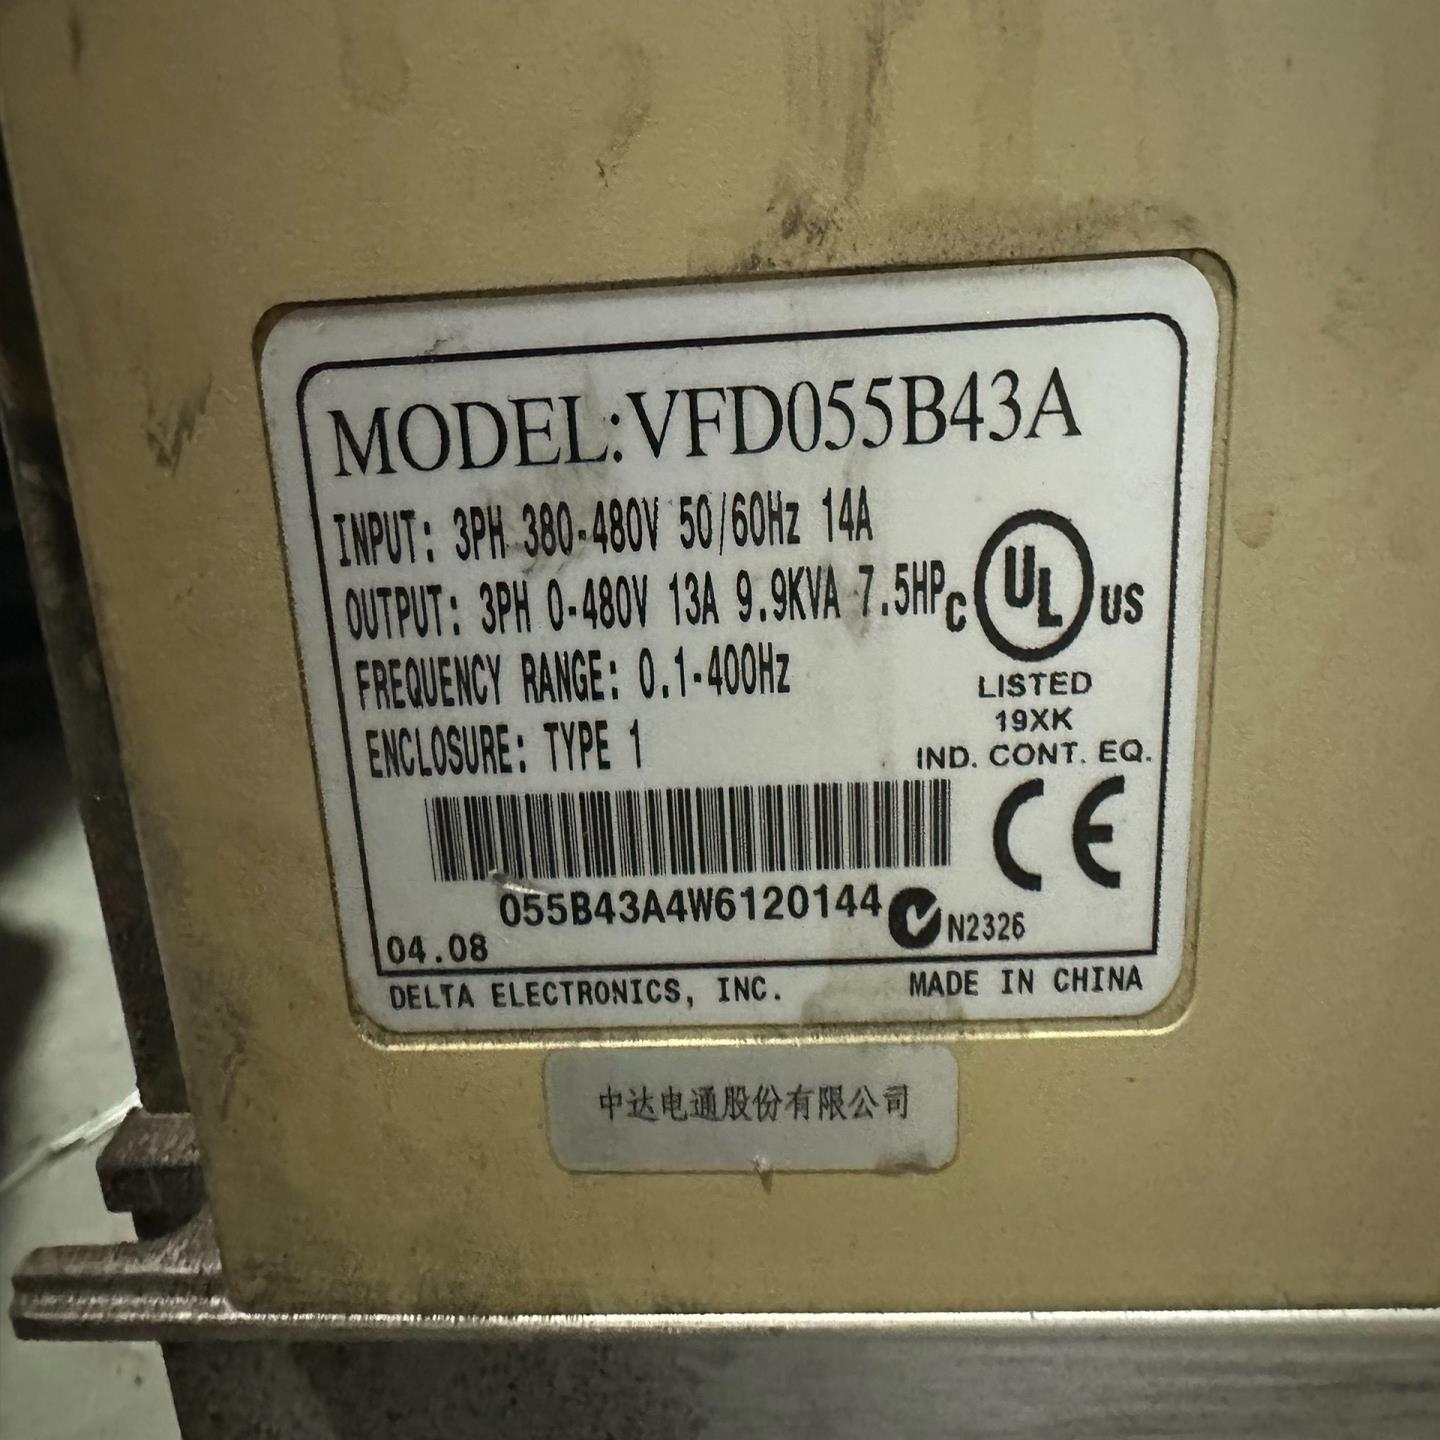 MODEL:VFD055B43A
INPUT: 3PH 380-480V 50/60Hz 14A
OUTPUT: 3PH 0-480V 13A 9.9KVA 7.5HP
FREQUENCY RANGE: 0.1-400Hz
ENCLOSURE: TYPE 1
C UL US
LISTED
19XK
IND. CONT. EQ.
CE
055B43A4W6120144
N2326
04.08
DELTA ELECTRONICS, INC. MADE IN CHINA
中达电通股份有限公司